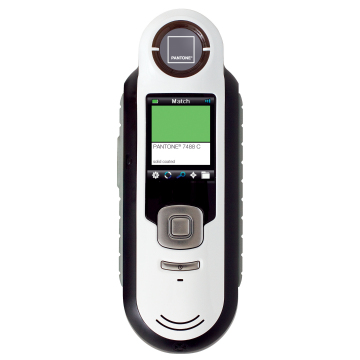 PANTONE®
Match
PANTONE® 7488 C
solid coated